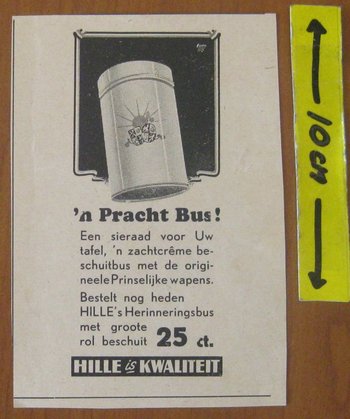 'n Pracht Bus!
Een sieraad voor Uw
tafel, 'n zachtcrême be-
schuitbus met de origi-
neele Prinselijke wapens.
Bestelt nog heden
HILLE's Herinneringsbus
met groote
rol beschuit 25 ct.
HILLE is KWALITEIT
10 cm